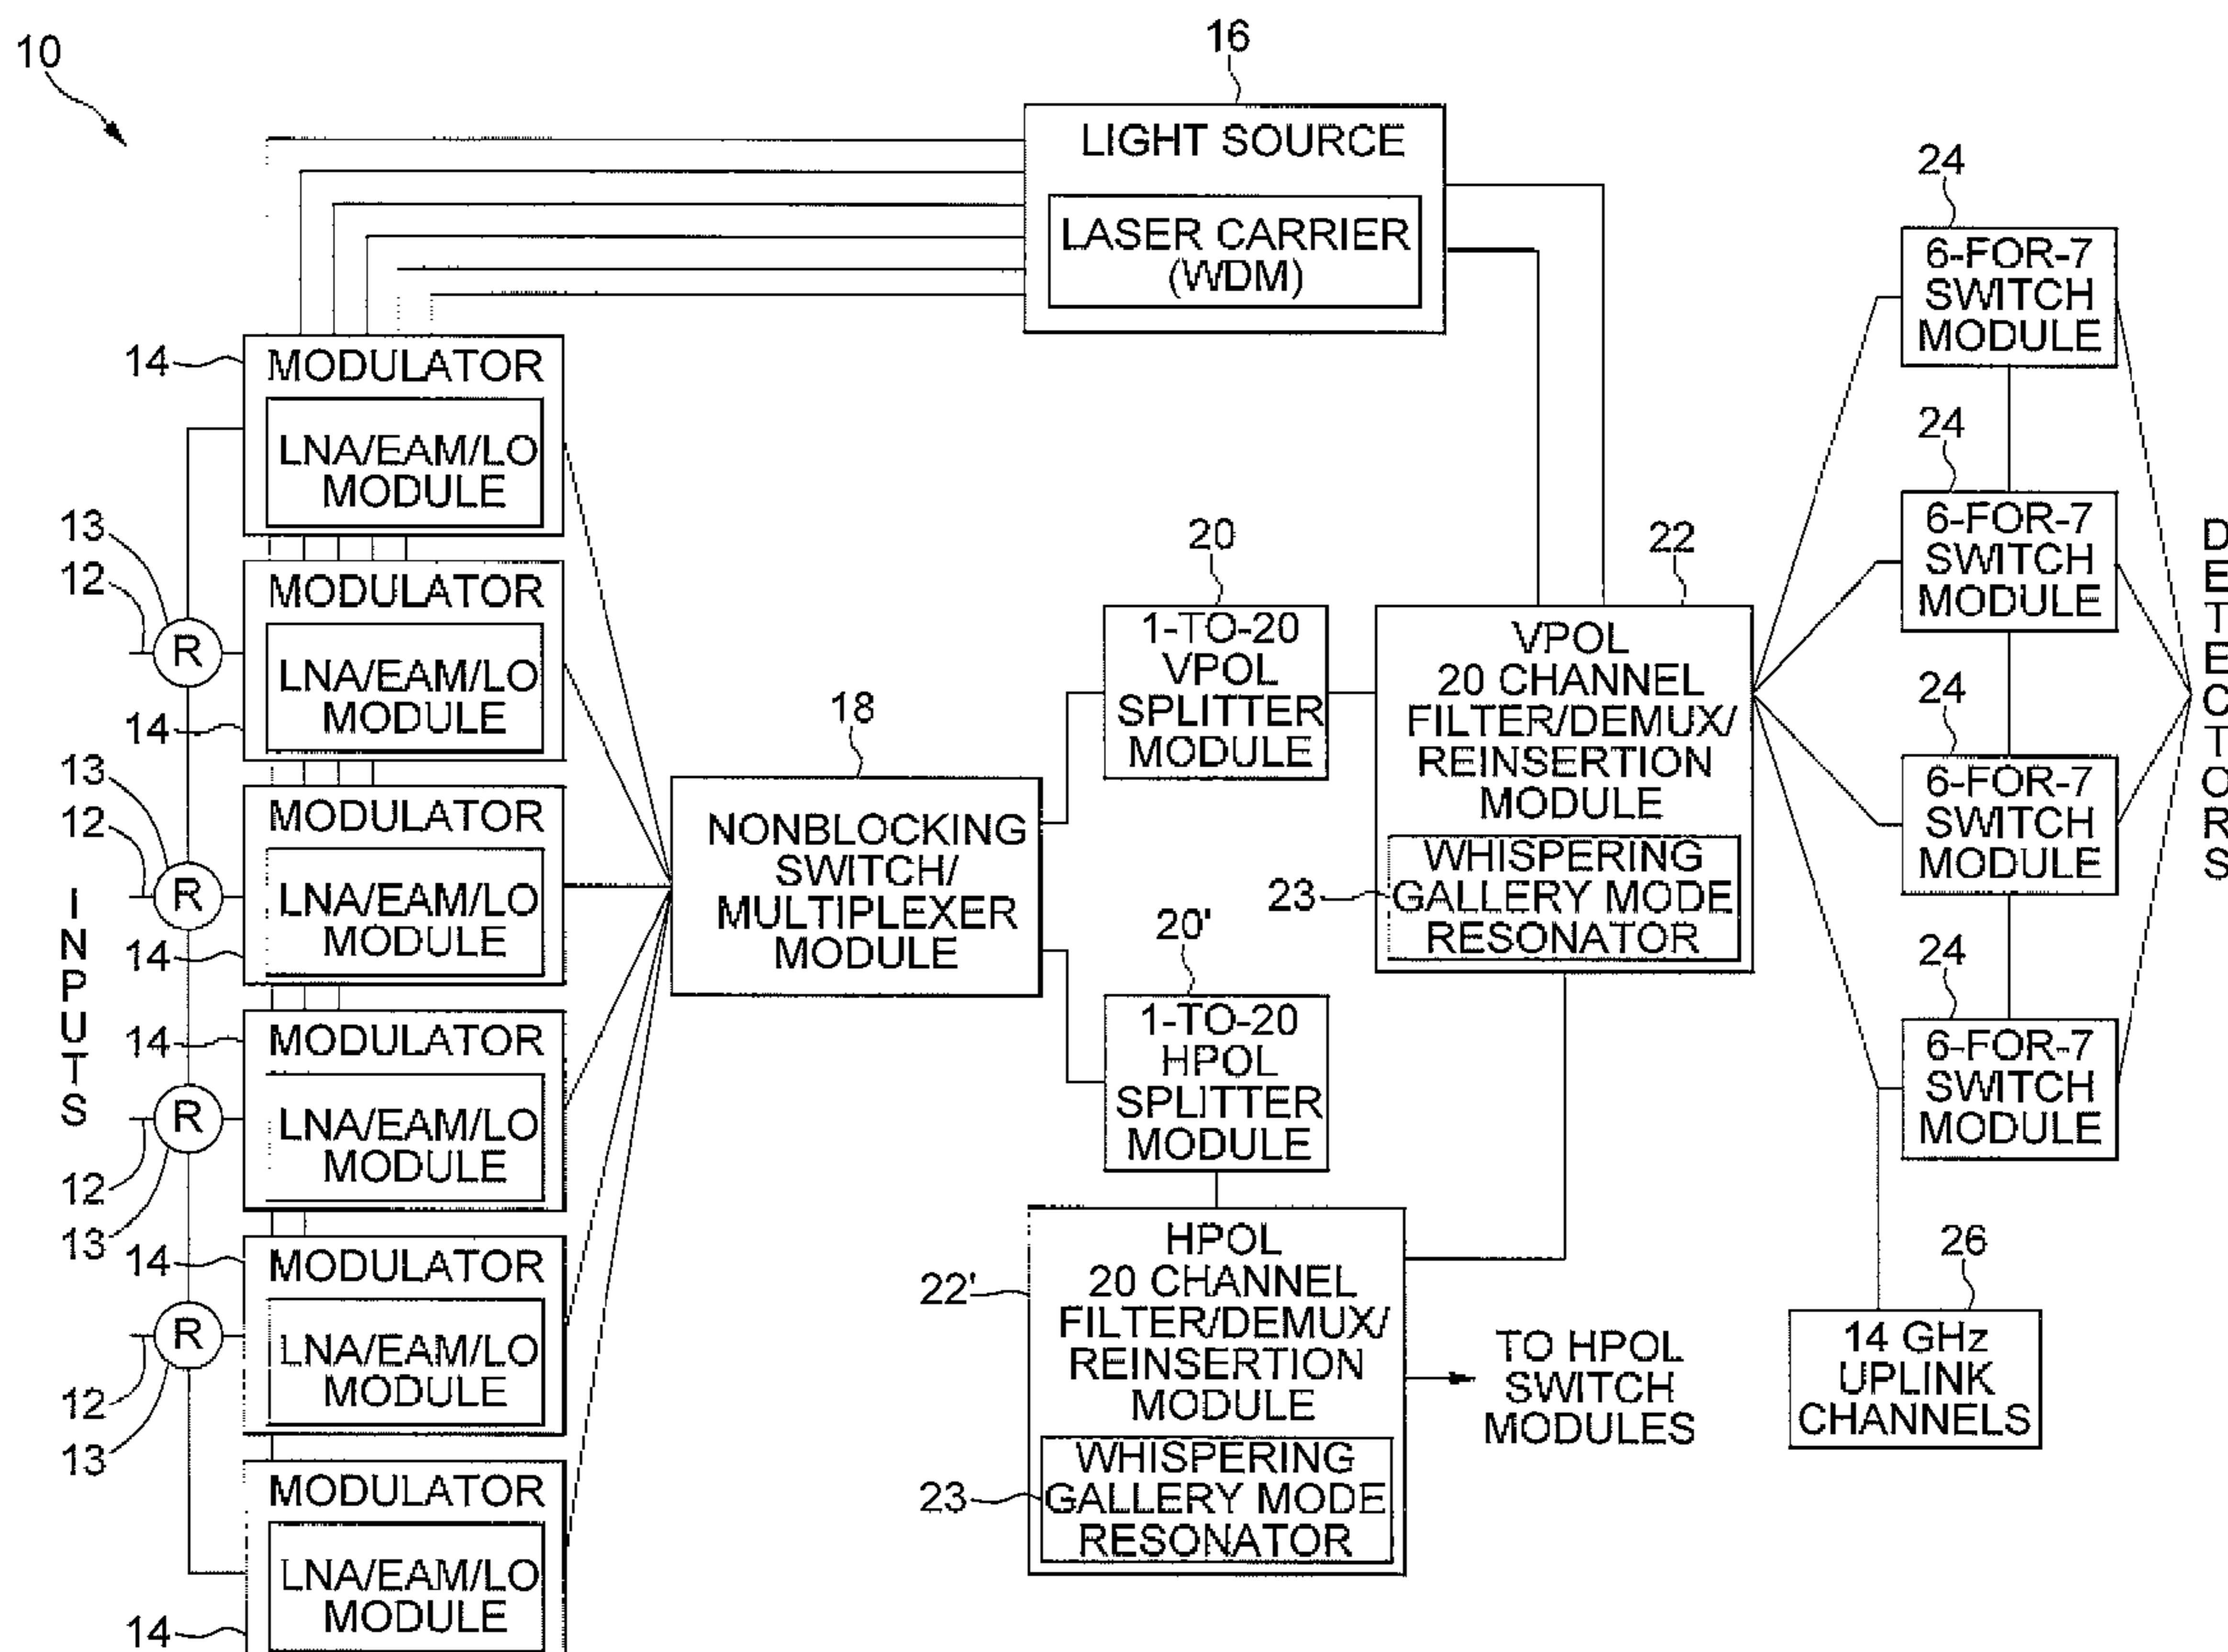 10
16
LIGHT SOURCE
LASER CARRIER
(WDM)
14
MODULATOR
LNA/EAM/LO
MODULE
13
12
R
MODULATOR
LNA/EAM/LO
MODULE
14
13
12
R
MODULATOR
LNA/EAM/LO
MODULE
14
INPUTS
14
MODULATOR
LNA/EAM/LO
MODULE
R
12
13
14
MODULATOR
LNA/EAM/LO
MODULE
R
12
13
MODULATOR
LNA/EAM/LO
MODULE
14
18
NONBLOCKING
SWITCH/
MULTIPLEXER
MODULE
20
1-TO-20
VPOL
SPLITTER
MODULE
20'
1-TO-20
HPOL
SPLITTER
MODULE
22
VPOL
20 CHANNEL
FILTER/DEMUX/
REINSERTION
MODULE
23
WHISPERING
GALLERY MODE
RESONATOR
22'
HPOL
20 CHANNEL
FILTER/DEMUX/
REINSERTION
MODULE
23
WHISPERING
GALLERY MODE
RESONATOR
TO HPOL
SWITCH
MODULES
24
6-FOR-7
SWITCH
MODULE
24
6-FOR-7
SWITCH
MODULE
24
6-FOR-7
SWITCH
MODULE
24
6-FOR-7
SWITCH
MODULE
26
14 GHz
UPLINK
CHANNELS
DETECTORS